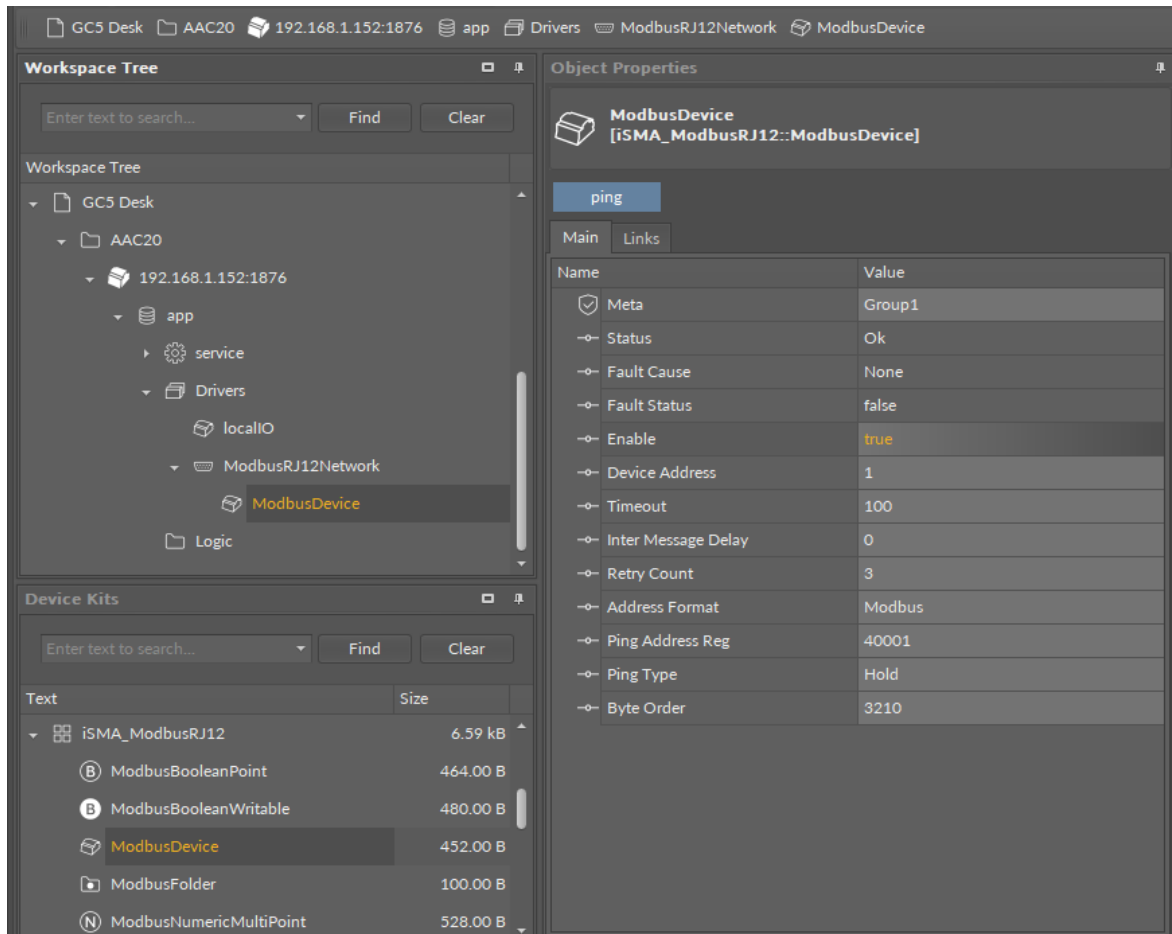 GC5 Desk AAC20 192.168.1.152:1876 app Drivers ModbusRJ12Network ModbusDevice
Workspace Tree
Enter text to search... Find Clear
Workspace Tree
GC5 Desk
AAC20
192.168.1.152:1876
app
service
Drivers
localIO
ModbusRJ12Network
ModbusDevice
Logic
Device Kits
Enter text to search... Find Clear
Text Size
iSMA_ModbusRJ12 6.59 kB
B ModbusBooleanPoint 464.00 B
B ModbusBooleanWritable 480.00 B
ModbusDevice 452.00 B
ModbusFolder 100.00 B
N ModbusNumericMultiPoint 528.00 B
Object Properties
ModbusDevice
[iSMA_ModbusRJ12::ModbusDevice]
ping
Main Links
Name Value
Meta Group1
Status Ok
Fault Cause None
Fault Status false
Enable true
Device Address 1
Timeout 100
Inter Message Delay 0
Retry Count 3
Address Format Modbus
Ping Address Reg 40001
Ping Type Hold
Byte Order 3210